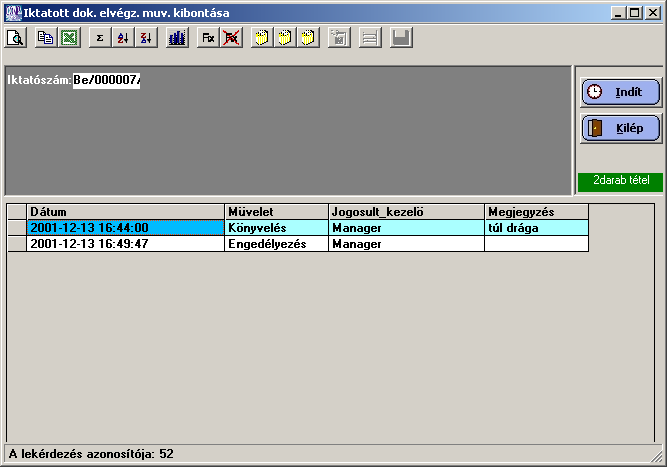 Iktatott dok. elvégz. muv. kibontása
Iktatószám: Be/000007/
Indít
Kilép
2darab tétel
Dátum Müvelet Jogosult_kezelö Megjegyzés
2001-12-13 16:44:00 Könyvelés Manager túl drága
2001-12-13 16:49:47 Engedélyezés Manager
A lekérdezés azonosítója: 52